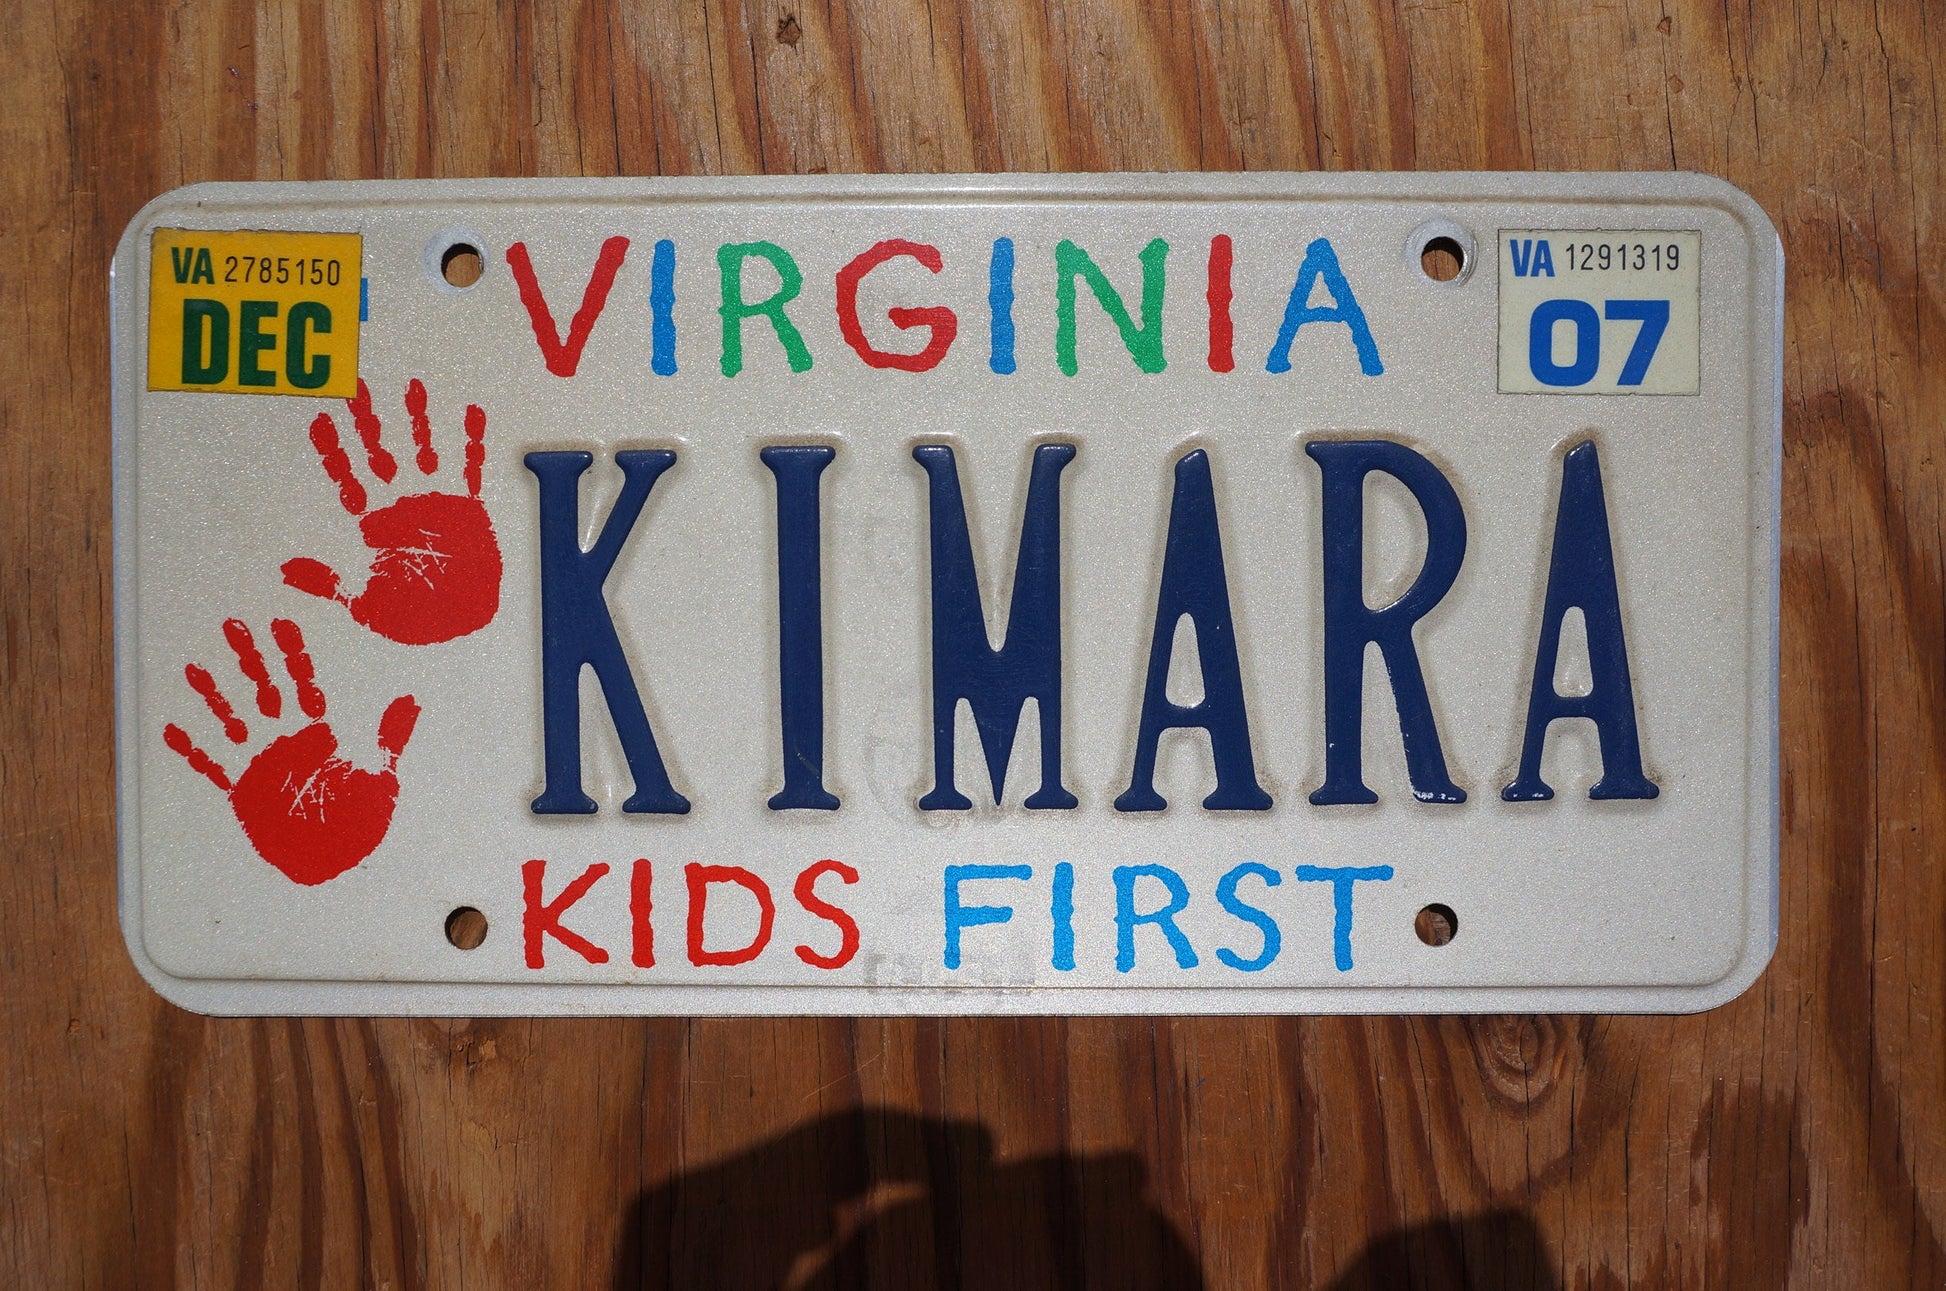 VA 2785150
DEC
VIRGINIA
VA 1291319
07
KIMARA
KIDS FIRST